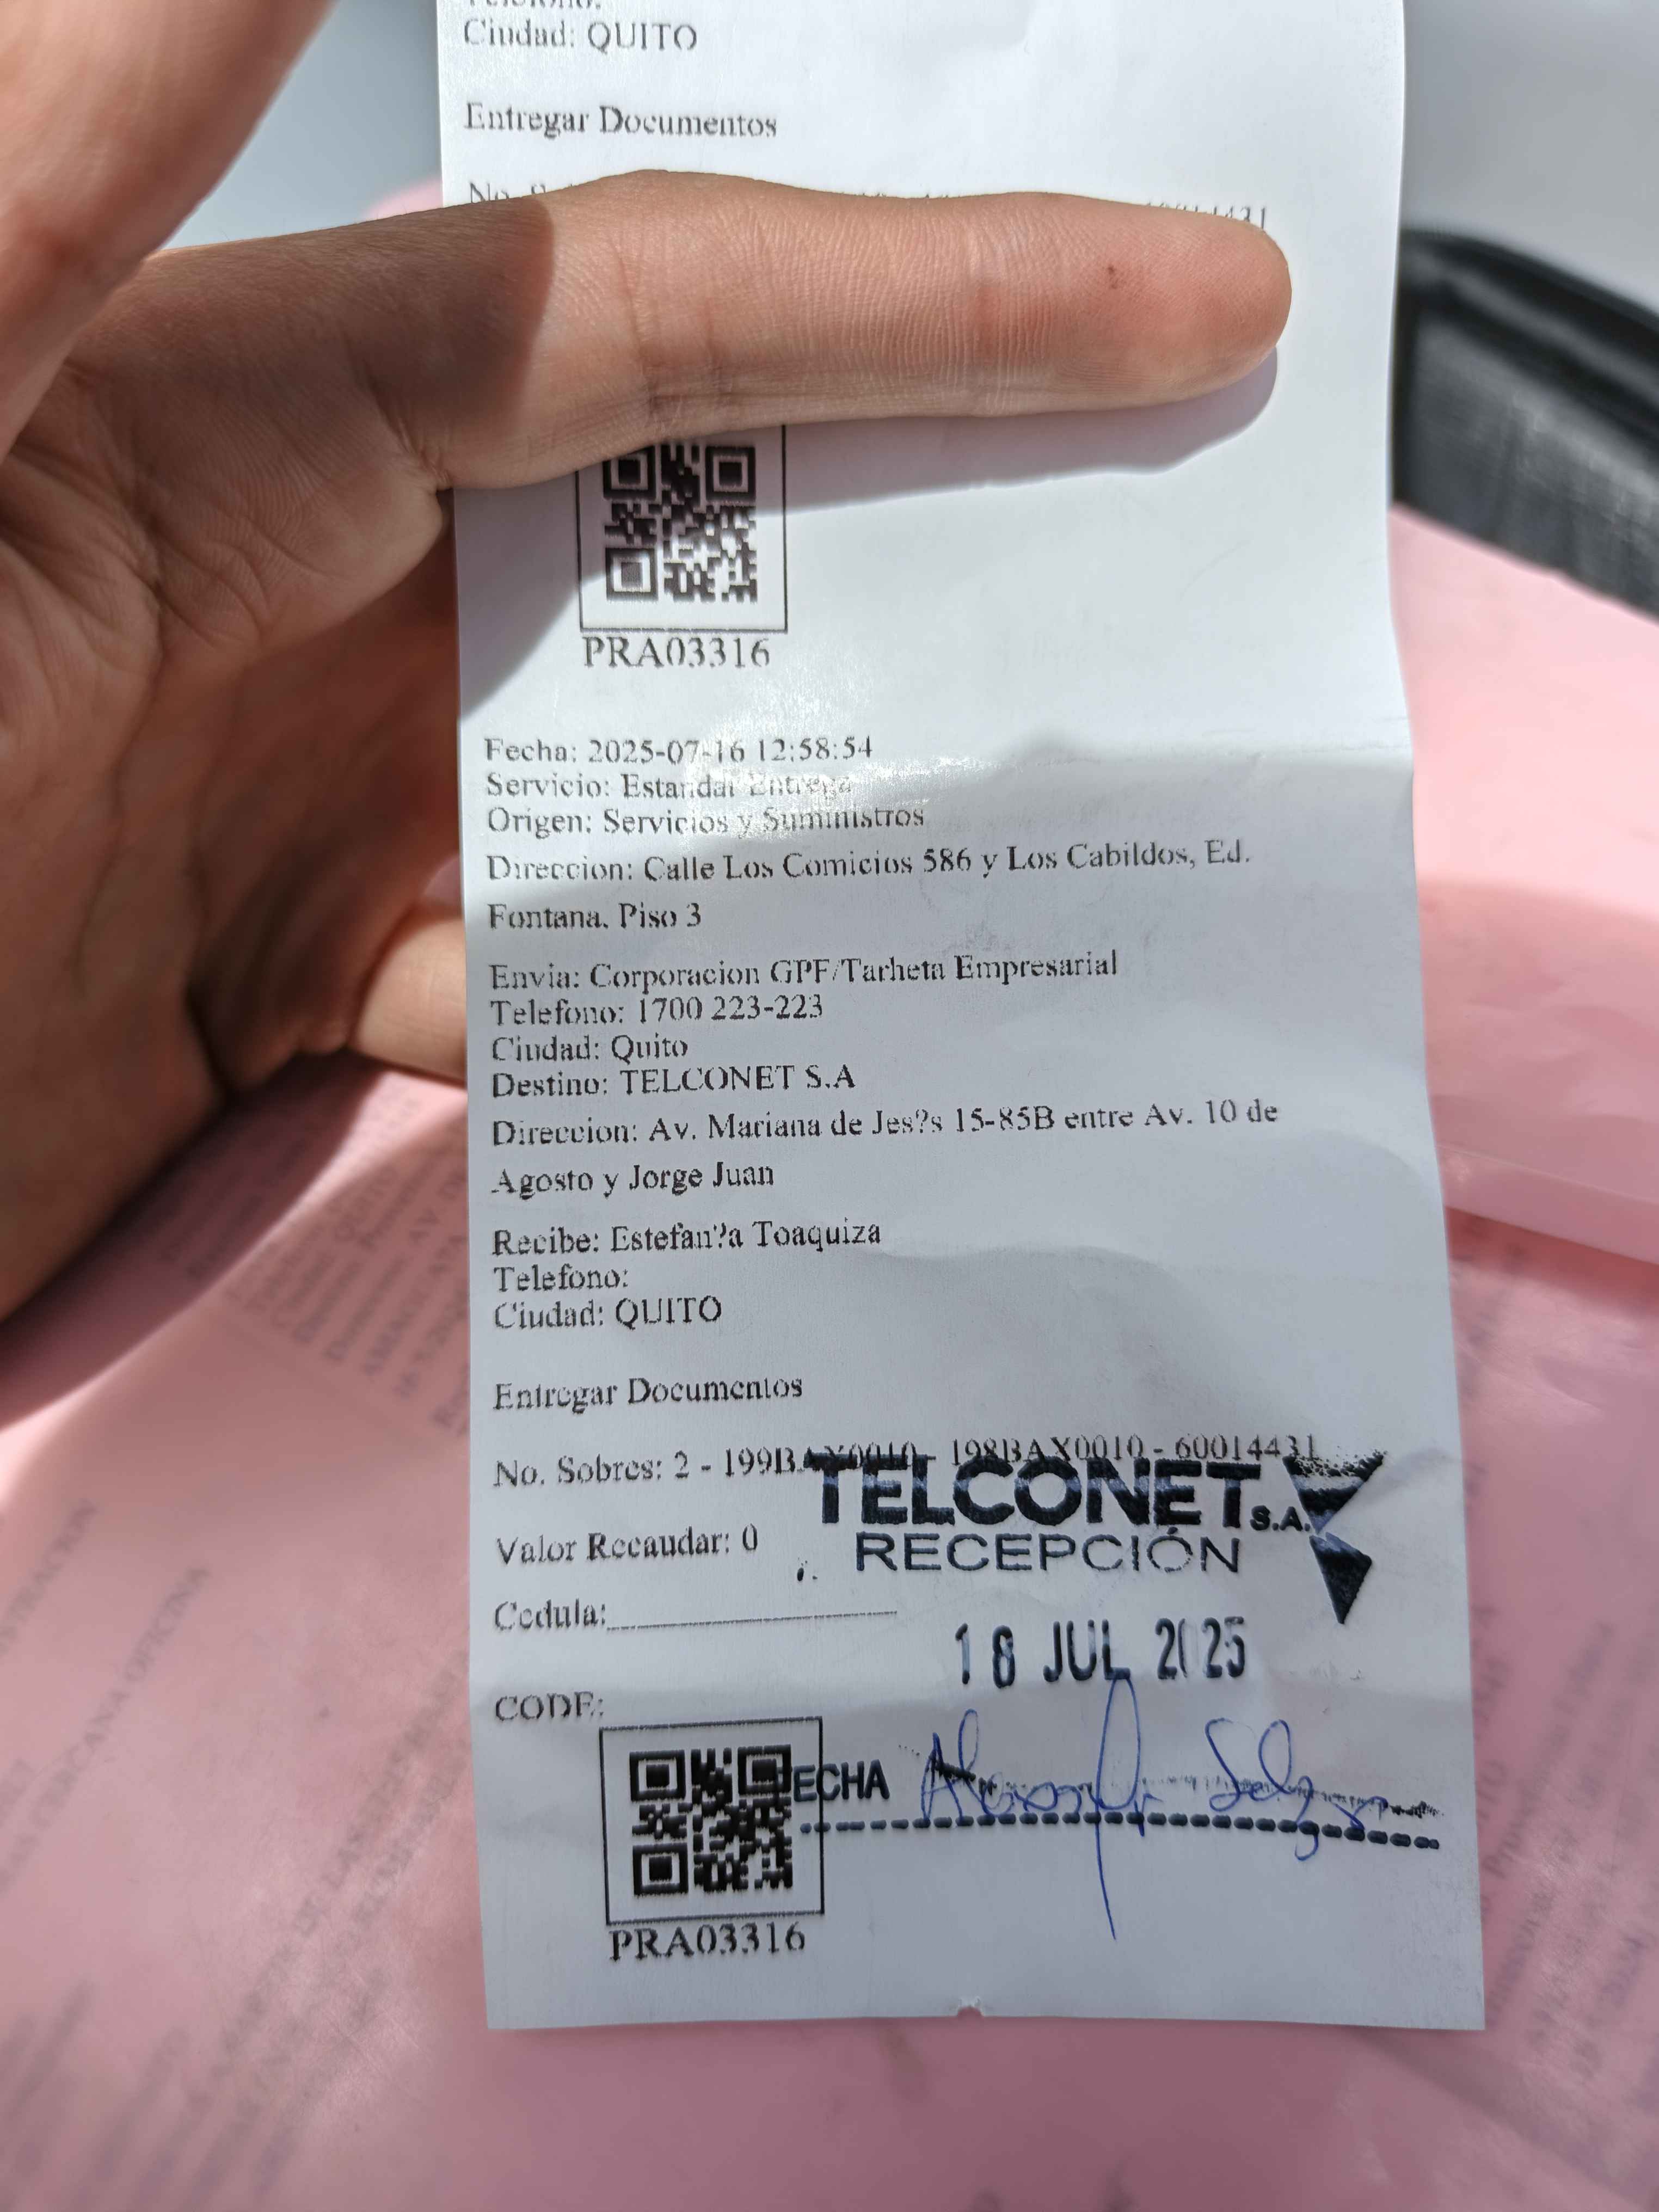 Ciudad: QUITO
Entregar Documentos
No.
PRA03316
Fecha: 2025-07-16 12:58:54
Servicio: Estandar Entrega
Origen: Servicios y Suministros
Direccion: Calle Los Comicios 586 y Los Cabildos, Ed.
Fontana. Piso 3
Envia: Corporacion GPF/Tarheta Empresarial
Telefono: 1700 223-223
Ciudad: Quito
Destino: TELCONET S.A
Direccion: Av. Mariana de Jes?s 15-85B entre Av. 10 de
Agosto y Jorge Juan
Recibe: Estefan?a Toaquiza
Telefono:
Ciudad: QUITO
Entregar Documentos
No. Sobres: 2 - 199BAX0010 - 198BAX0010 - 60014431
TELCONET S.A.
RECEPCIÓN
Valor Recaudar: 0
Cedula:
18 JUL 2025
CODE:
ECHA
PRA03316